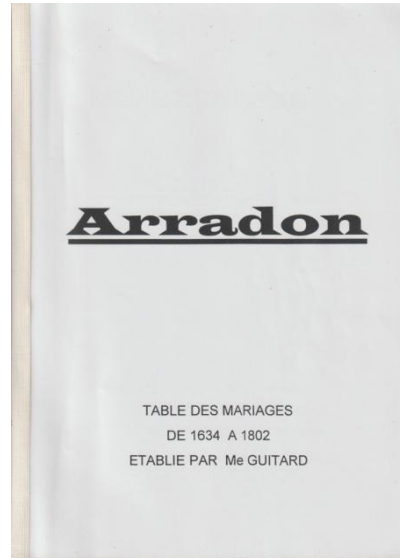 Arradon
TABLE DES MARIAGES
DE 1634 A 1802
ETABLIE PAR Me GUITARD